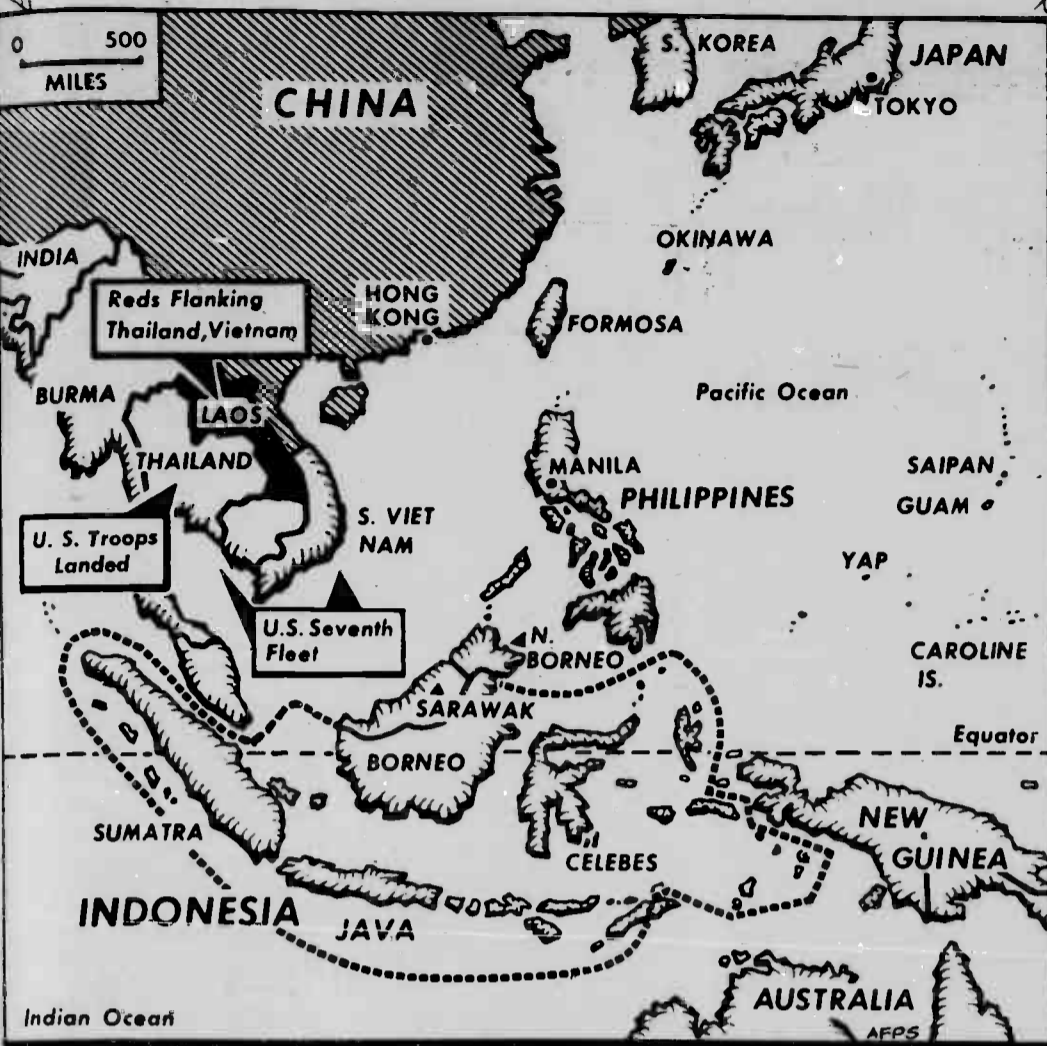 0 500
MILES
CHINA
S. KOREA
JAPAN
TOKYO
OKINAWA
INDIA
Reds Flanking
Thailand, Vietnam
HONG
KONG
FORMOSA
BURMA
LAOS
Pacific Ocean
THAILAND
MANILA
PHILIPPINES
SAIPAN
GUAM
U. S. Troops
Landed
S. VIET
NAM
YAP
U.S. Seventh
Fleet
N.
BORNEO
CAROLINE
IS.
SARAWAK
Equator
BORNEO
SUMATRA
CELEBES
NEW
GUINEA
INDONESIA
JAVA
AUSTRALIA
Indian Ocean
AFPS